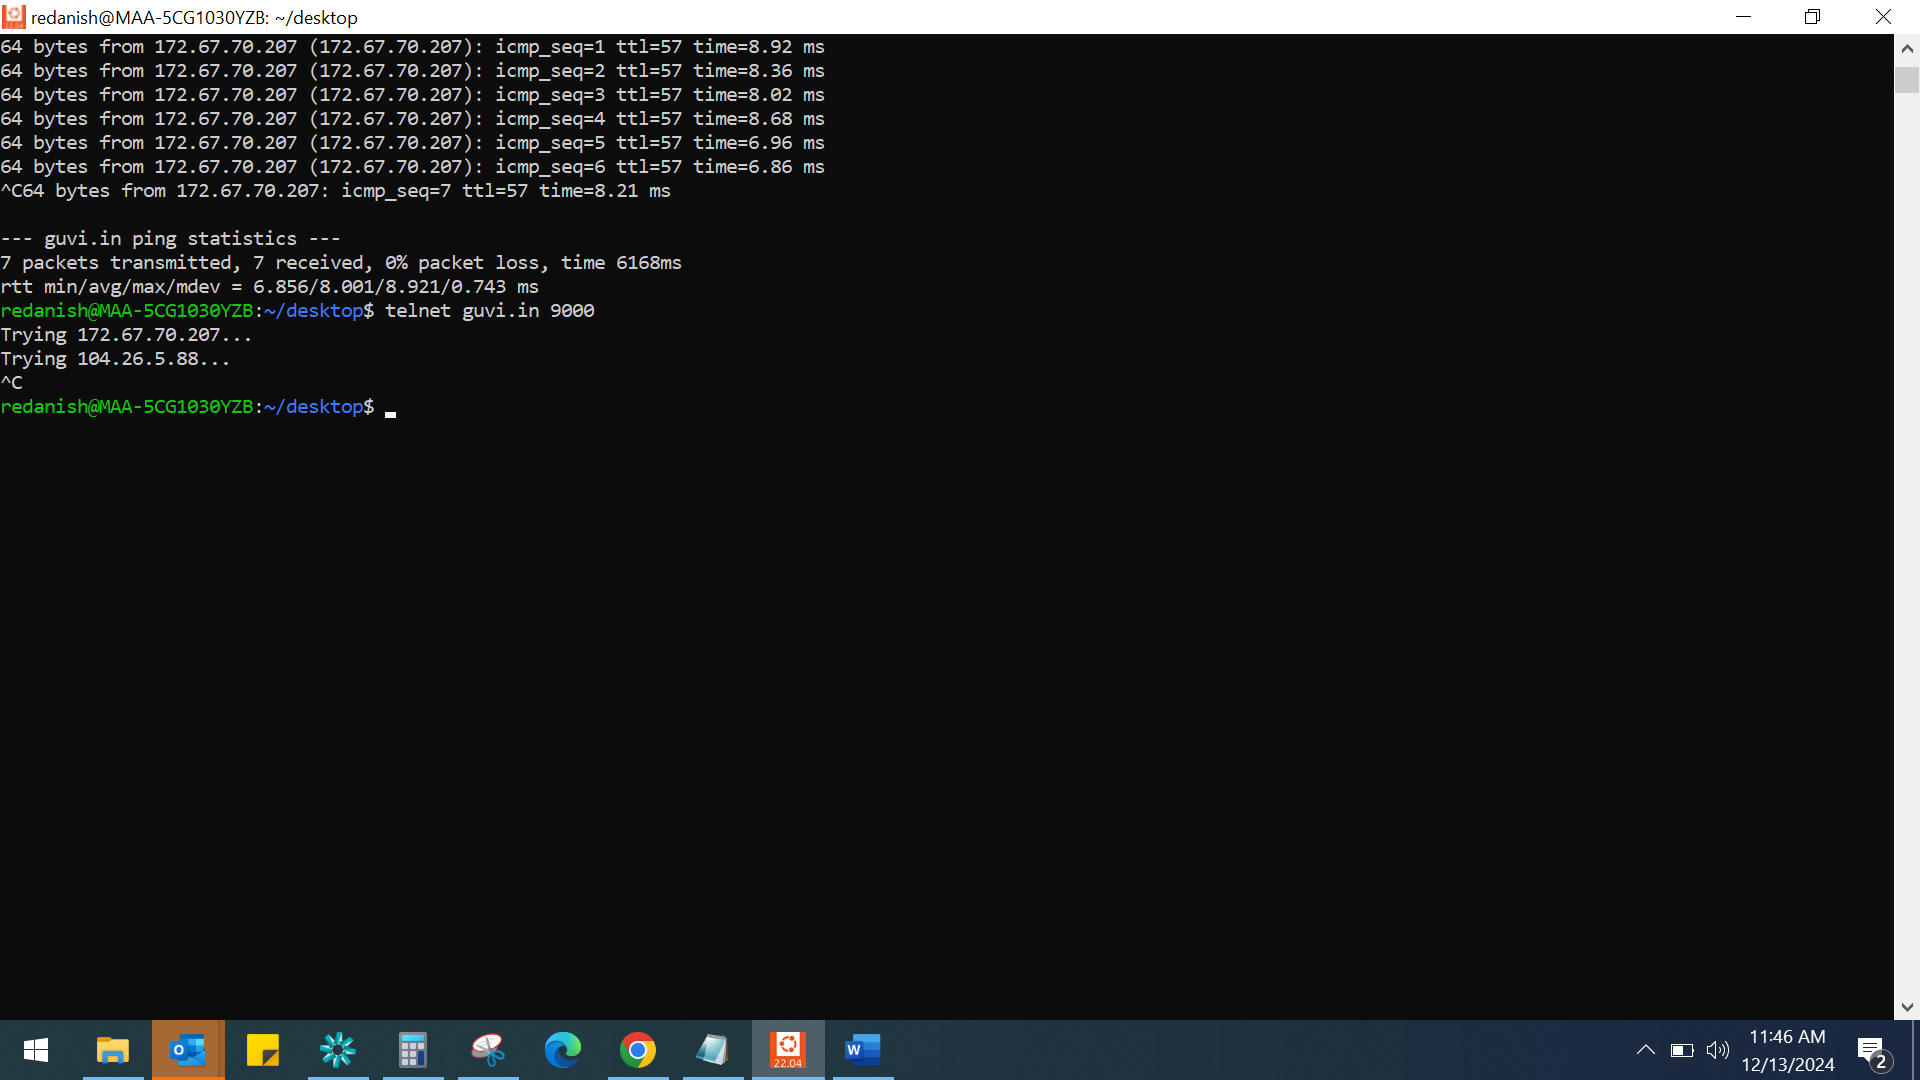 redanish@MAA-5CG1030YZB: ~/desktop
64 bytes from 172.67.70.207 (172.67.70.207): icmp_seq=1 ttl=57 time=8.92 ms
64 bytes from 172.67.70.207 (172.67.70.207): icmp_seq=2 ttl=57 time=8.36 ms
64 bytes from 172.67.70.207 (172.67.70.207): icmp_seq=3 ttl=57 time=8.02 ms
64 bytes from 172.67.70.207 (172.67.70.207): icmp_seq=4 ttl=57 time=8.68 ms
64 bytes from 172.67.70.207 (172.67.70.207): icmp_seq=5 ttl=57 time=6.96 ms
64 bytes from 172.67.70.207 (172.67.70.207): icmp_seq=6 ttl=57 time=6.86 ms
^C64 bytes from 172.67.70.207: icmp_seq=7 ttl=57 time=8.21 ms
--- guvi.in ping statistics ---
7 packets transmitted, 7 received, 0% packet loss, time 6168ms
rtt min/avg/max/mdev = 6.856/8.001/8.921/0.743 ms
redanish@MAA-5CG1030YZB:~/desktop$ telnet guvi.in 9000
Trying 172.67.70.207...
Trying 104.26.5.88...
^C
redanish@MAA-5CG1030YZB:~/desktop$
22.04
11:46 AM
12/13/2024
2